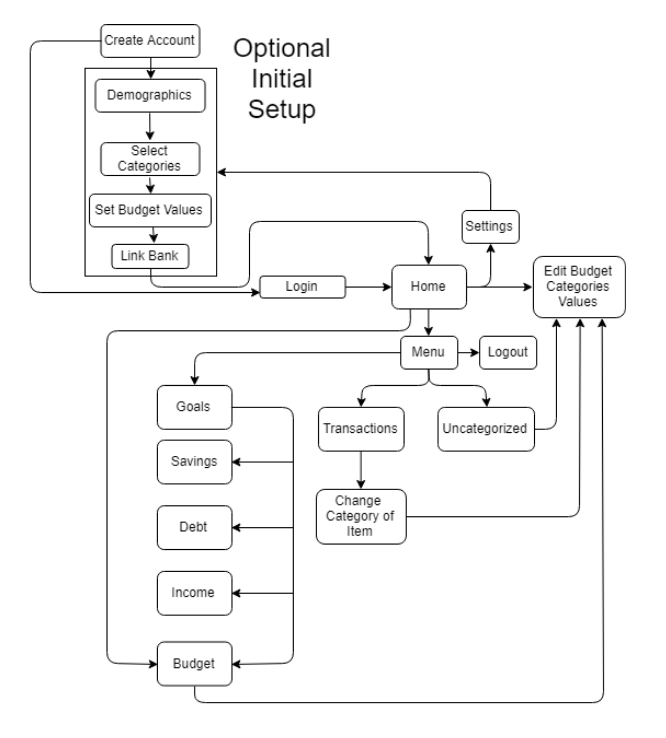 Create Account
Optional
Initial
Setup
Demographics
Select
Categories
Set Budget Values
Link Bank
Settings
Login
Home
Edit Budget
Categories
Values
Menu
Logout
Goals
Transactions
Uncategorized
Savings
Change
Category of
Item
Debt
Income
Budget